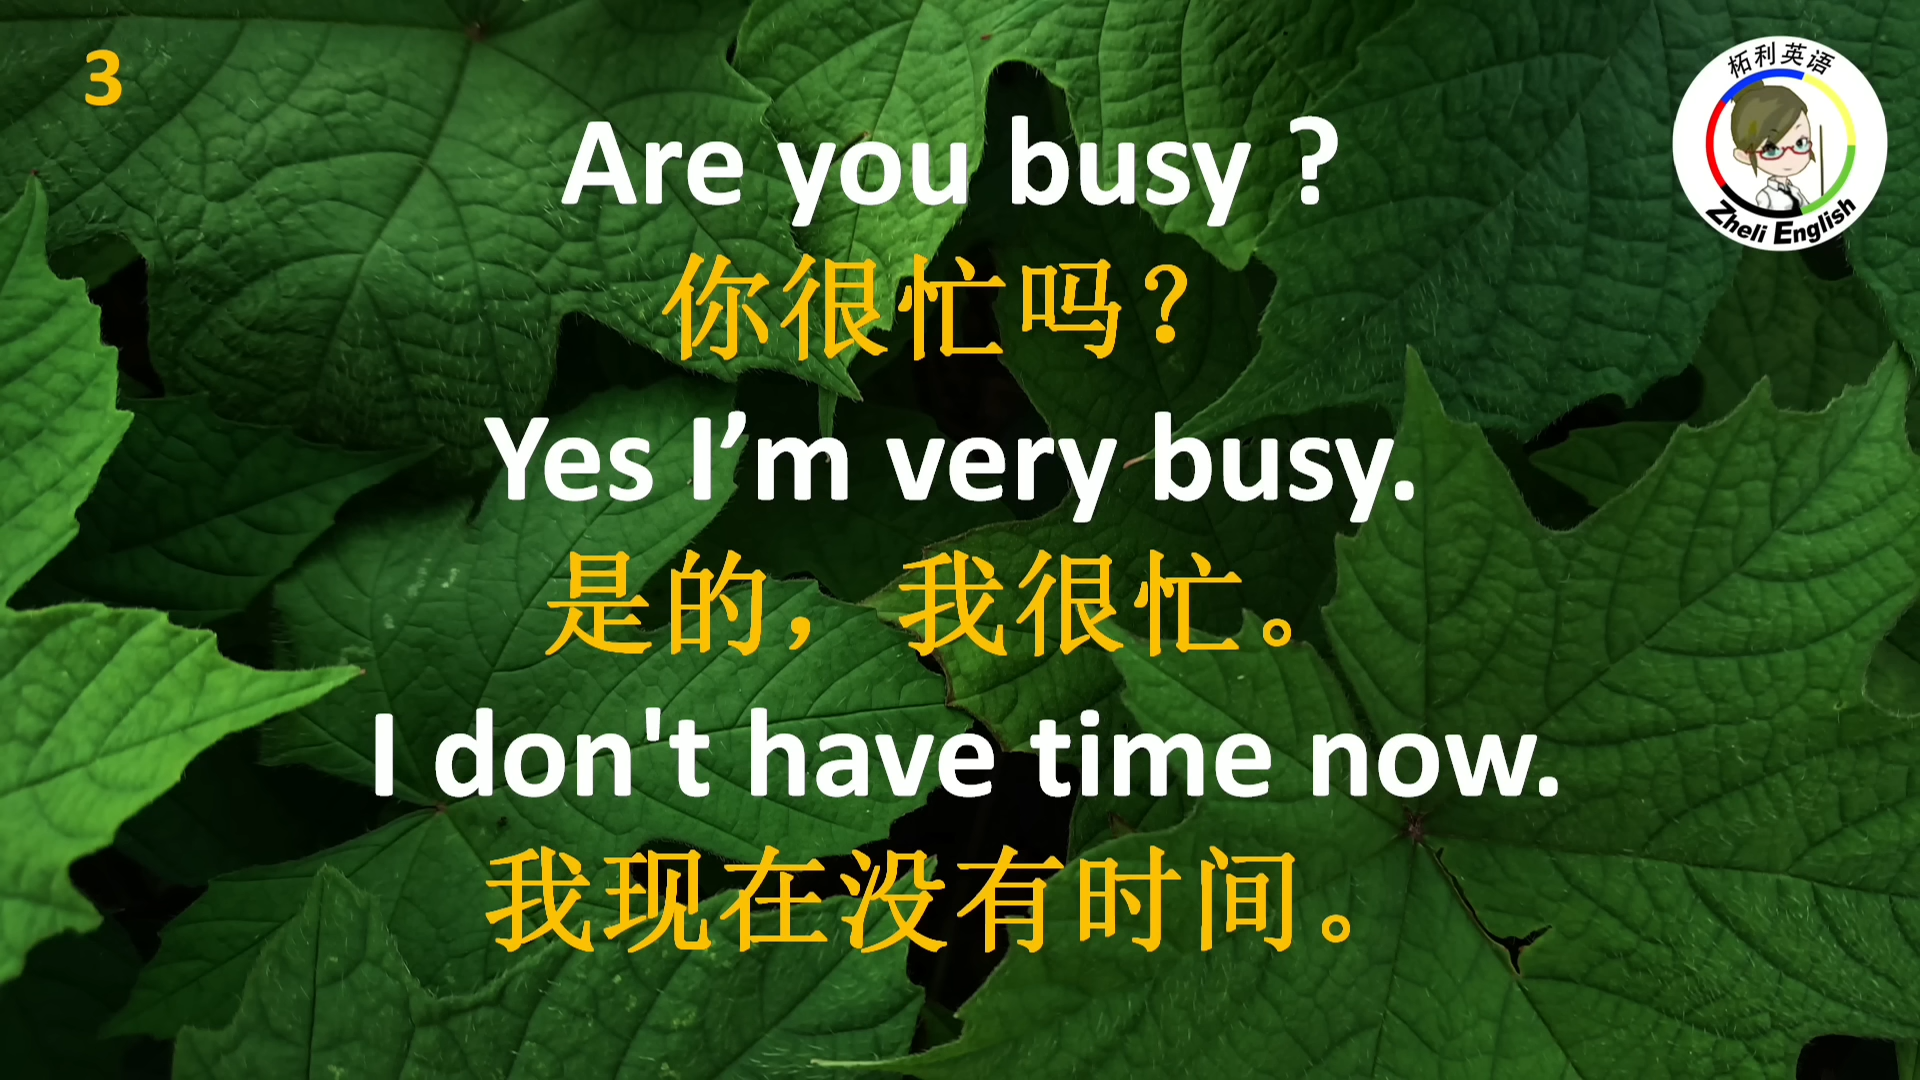 3
柘利英语
Zheli English
Are you busy ?
你很忙吗？
Yes I’m very busy.
是的，我很忙。
I don't have time now.
我现在没有时间。